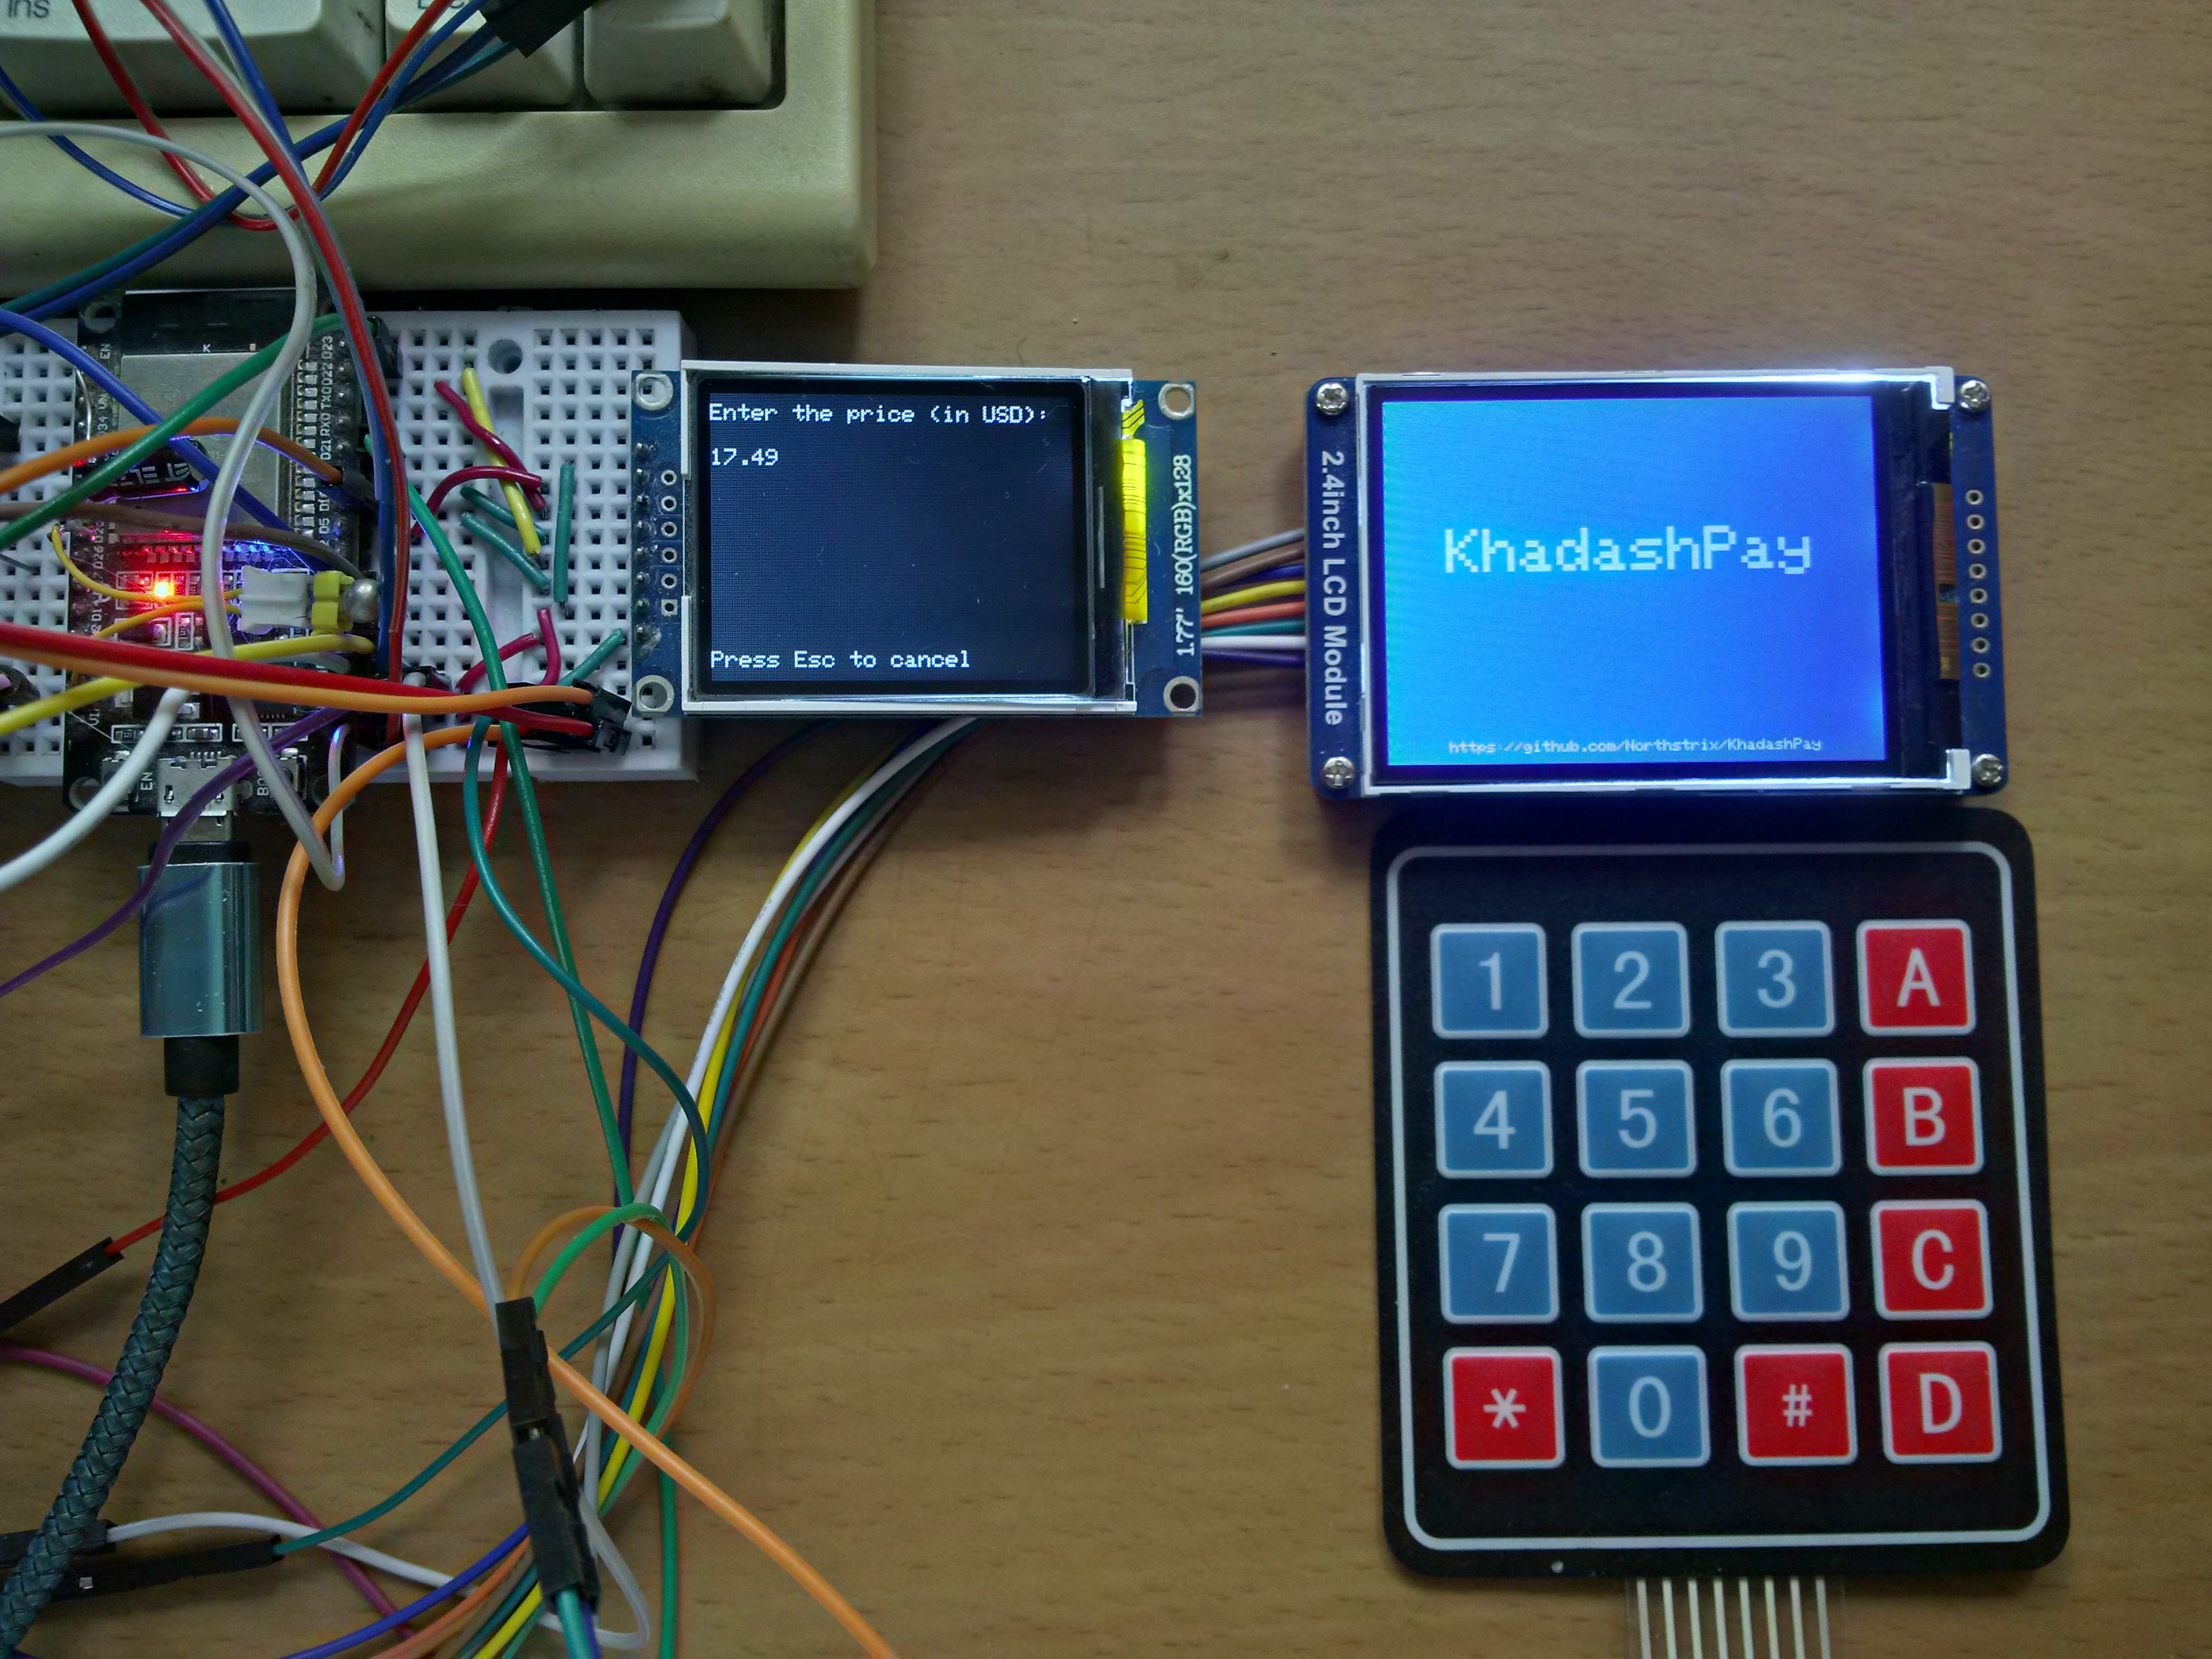 Ins
EN
K
Enter the price (in USD):
17.49
Press Esc to cancel
1.77" 160(RGB)x128
2.4inch LCD Module
KhadashPay
https://github.com/Northstrix/KhadashPay
EN
1 2 3 A
4 5 6 B
7 8 9 C
* 0 # D